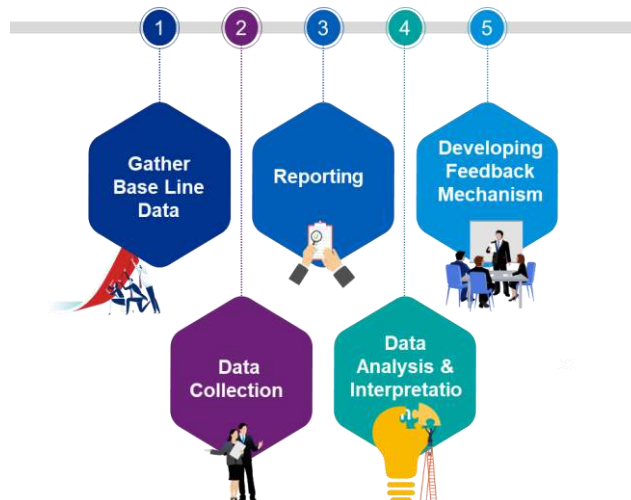 1
2
3
4
5
Gather
Base Line
Data
Reporting
Developing
Feedback
Mechanism
Data
Collection
Data
Analysis &
Interpretatio
n